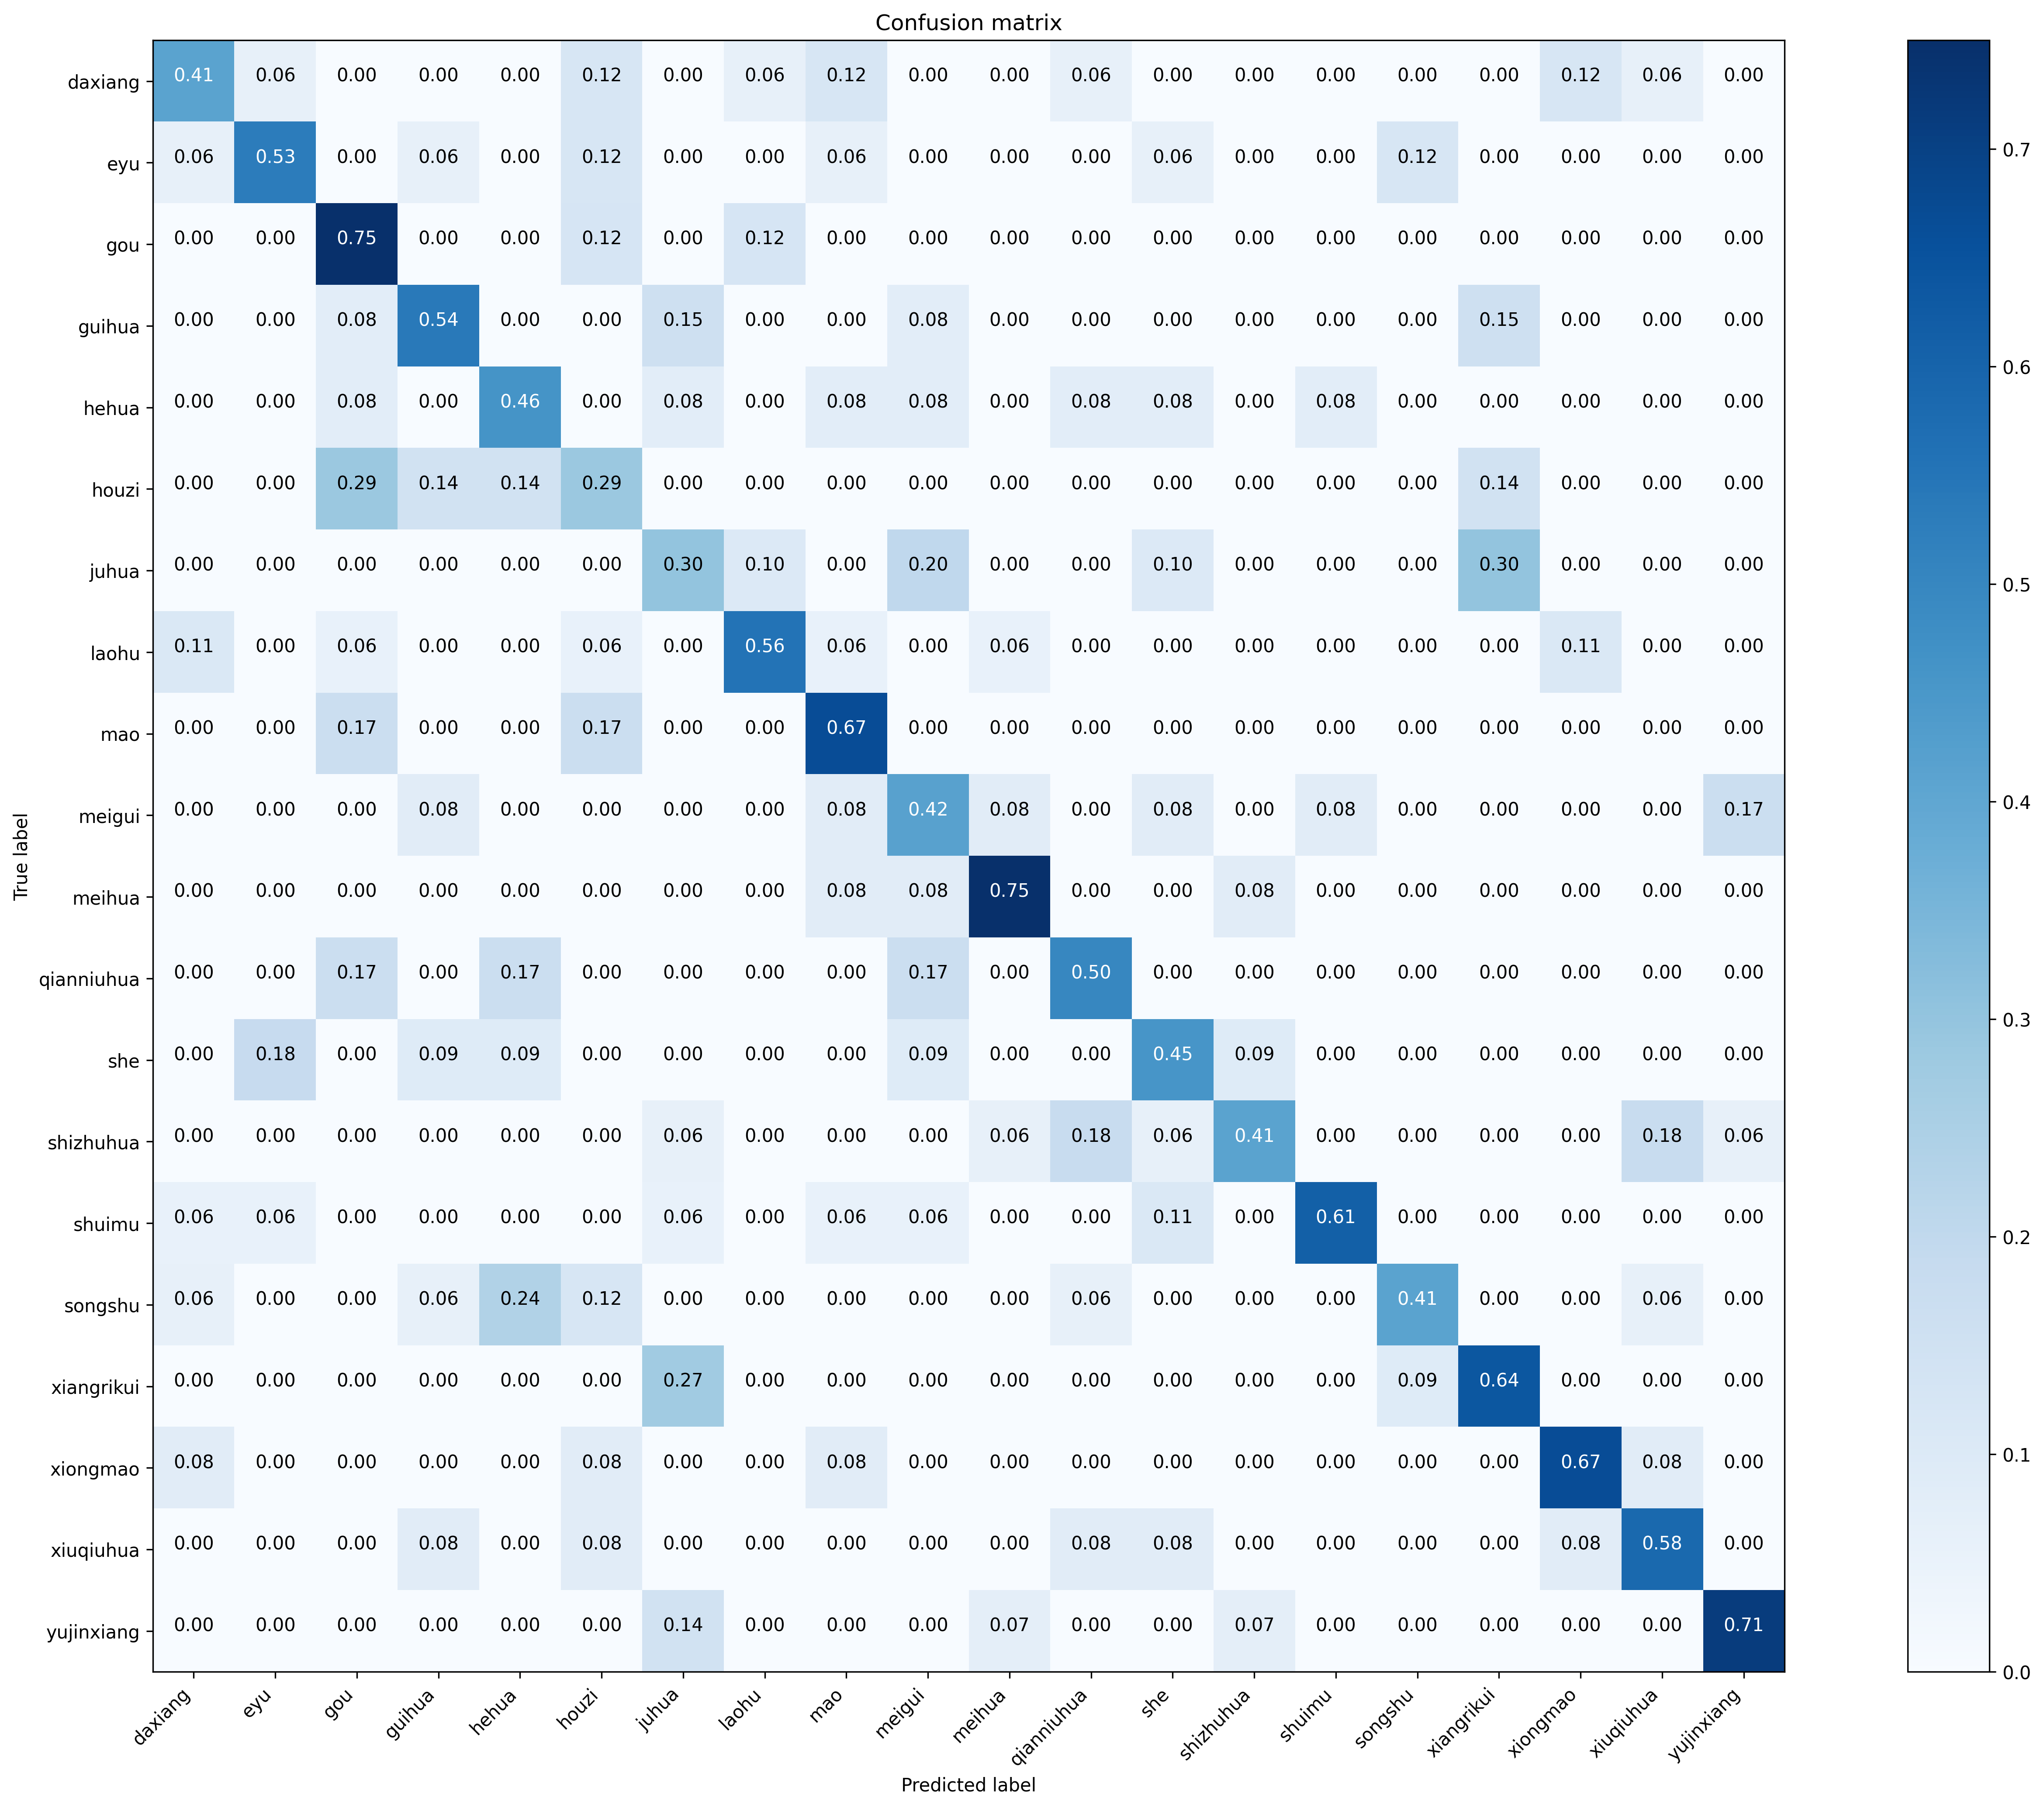 Confusion matrix
daxiang 0.41 0.06 0.00 0.00 0.00 0.12 0.00 0.06 0.12 0.00 0.00 0.06 0.00 0.00 0.00 0.00 0.00 0.12 0.06 0.00
eyu 0.06 0.53 0.00 0.06 0.00 0.12 0.00 0.00 0.06 0.00 0.00 0.00 0.06 0.00 0.00 0.12 0.00 0.00 0.00 0.00
gou 0.00 0.00 0.75 0.00 0.00 0.12 0.00 0.12 0.00 0.00 0.00 0.00 0.00 0.00 0.00 0.00 0.00 0.00 0.00 0.00
guihua 0.00 0.00 0.08 0.54 0.00 0.00 0.15 0.00 0.00 0.08 0.00 0.00 0.00 0.00 0.00 0.00 0.15 0.00 0.00 0.00
hehua 0.00 0.00 0.08 0.00 0.46 0.00 0.08 0.00 0.08 0.08 0.00 0.08 0.08 0.00 0.08 0.00 0.00 0.00 0.00 0.00
houzi 0.00 0.00 0.29 0.14 0.14 0.29 0.00 0.00 0.00 0.00 0.00 0.00 0.00 0.00 0.00 0.00 0.14 0.00 0.00 0.00
juhua 0.00 0.00 0.00 0.00 0.00 0.00 0.30 0.10 0.00 0.20 0.00 0.00 0.10 0.00 0.00 0.00 0.30 0.00 0.00 0.00
laohu 0.11 0.00 0.06 0.00 0.00 0.06 0.00 0.56 0.06 0.00 0.06 0.00 0.00 0.00 0.00 0.00 0.00 0.11 0.00 0.00
mao 0.00 0.00 0.17 0.00 0.00 0.17 0.00 0.00 0.67 0.00 0.00 0.00 0.00 0.00 0.00 0.00 0.00 0.00 0.00 0.00
meigui 0.00 0.00 0.00 0.08 0.00 0.00 0.00 0.00 0.08 0.42 0.08 0.00 0.08 0.00 0.08 0.00 0.00 0.00 0.00 0.17
meihua 0.00 0.00 0.00 0.00 0.00 0.00 0.00 0.00 0.08 0.08 0.75 0.00 0.00 0.08 0.00 0.00 0.00 0.00 0.00 0.00
qianniuhua 0.00 0.00 0.17 0.00 0.17 0.00 0.00 0.00 0.00 0.17 0.00 0.50 0.00 0.00 0.00 0.00 0.00 0.00 0.00 0.00
she 0.00 0.18 0.00 0.09 0.09 0.00 0.00 0.00 0.00 0.09 0.00 0.00 0.45 0.09 0.00 0.00 0.00 0.00 0.00 0.00
shizhuhua 0.00 0.00 0.00 0.00 0.00 0.00 0.06 0.00 0.00 0.00 0.06 0.18 0.06 0.41 0.00 0.00 0.00 0.00 0.18 0.06
shuimu 0.06 0.06 0.00 0.00 0.00 0.00 0.06 0.00 0.06 0.06 0.00 0.00 0.11 0.00 0.61 0.00 0.00 0.00 0.00 0.00
songshu 0.06 0.00 0.00 0.06 0.24 0.12 0.00 0.00 0.00 0.00 0.00 0.06 0.00 0.00 0.00 0.41 0.00 0.00 0.06 0.00
xiangrikui 0.00 0.00 0.00 0.00 0.00 0.00 0.27 0.00 0.00 0.00 0.00 0.00 0.00 0.00 0.00 0.09 0.64 0.00 0.00 0.00
xiongmao 0.08 0.00 0.00 0.00 0.00 0.08 0.00 0.00 0.08 0.00 0.00 0.00 0.00 0.00 0.00 0.00 0.00 0.67 0.08 0.00
xiuqiuhua 0.00 0.00 0.00 0.08 0.00 0.08 0.00 0.00 0.00 0.00 0.00 0.08 0.08 0.00 0.00 0.00 0.00 0.08 0.58 0.00
yujinxiang 0.00 0.00 0.00 0.00 0.00 0.00 0.14 0.00 0.00 0.00 0.07 0.00 0.00 0.07 0.00 0.00 0.00 0.00 0.00 0.71
daxiang eyu gou guihua hehua houzi juhua laohu mao meigui meihua qianniuhua she shizhuhua shuimu songshu xiangrikui xiongmao xiuqiuhua yujinxiang
Predicted label
True label
0.7
0.6
0.5
0.4
0.3
0.2
0.1
0.0